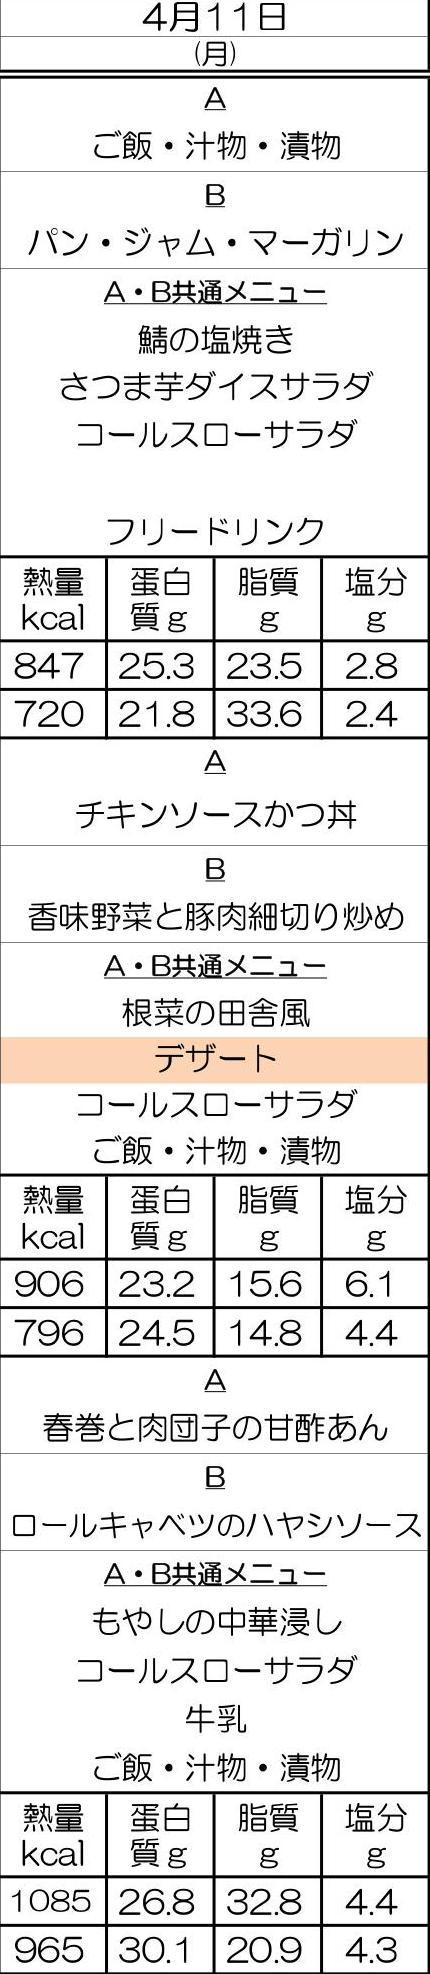 4月11日
(月)
A
ご飯・汁物・漬物
B
パン・ジャム・マーガリン
A・B共通メニュー
鯖の塩焼き
さつま芋ダイスサラダ
コールスローサラダ
フリードリンク
熱量 蛋白 脂質 塩分
kcal 質g g g
847 25.3 23.5 2.8
720 21.8 33.6 2.4
A
チキンソースかつ丼
B
香味野菜と豚肉細切り炒め
A・B共通メニュー
根菜の田舎風
デザート
コールスローサラダ
ご飯・汁物・漬物
熱量 蛋白 脂質 塩分
kcal 質g g g
906 23.2 15.6 6.1
796 24.5 14.8 4.4
A
春巻と肉団子の甘酢あん
B
ロールキャベツのハヤシソース
A・B共通メニュー
もやしの中華浸し
コールスローサラダ
牛乳
ご飯・汁物・漬物
熱量 蛋白 脂質 塩分
kcal 質g g g
1085 26.8 32.8 4.4
965 30.1 20.9 4.3